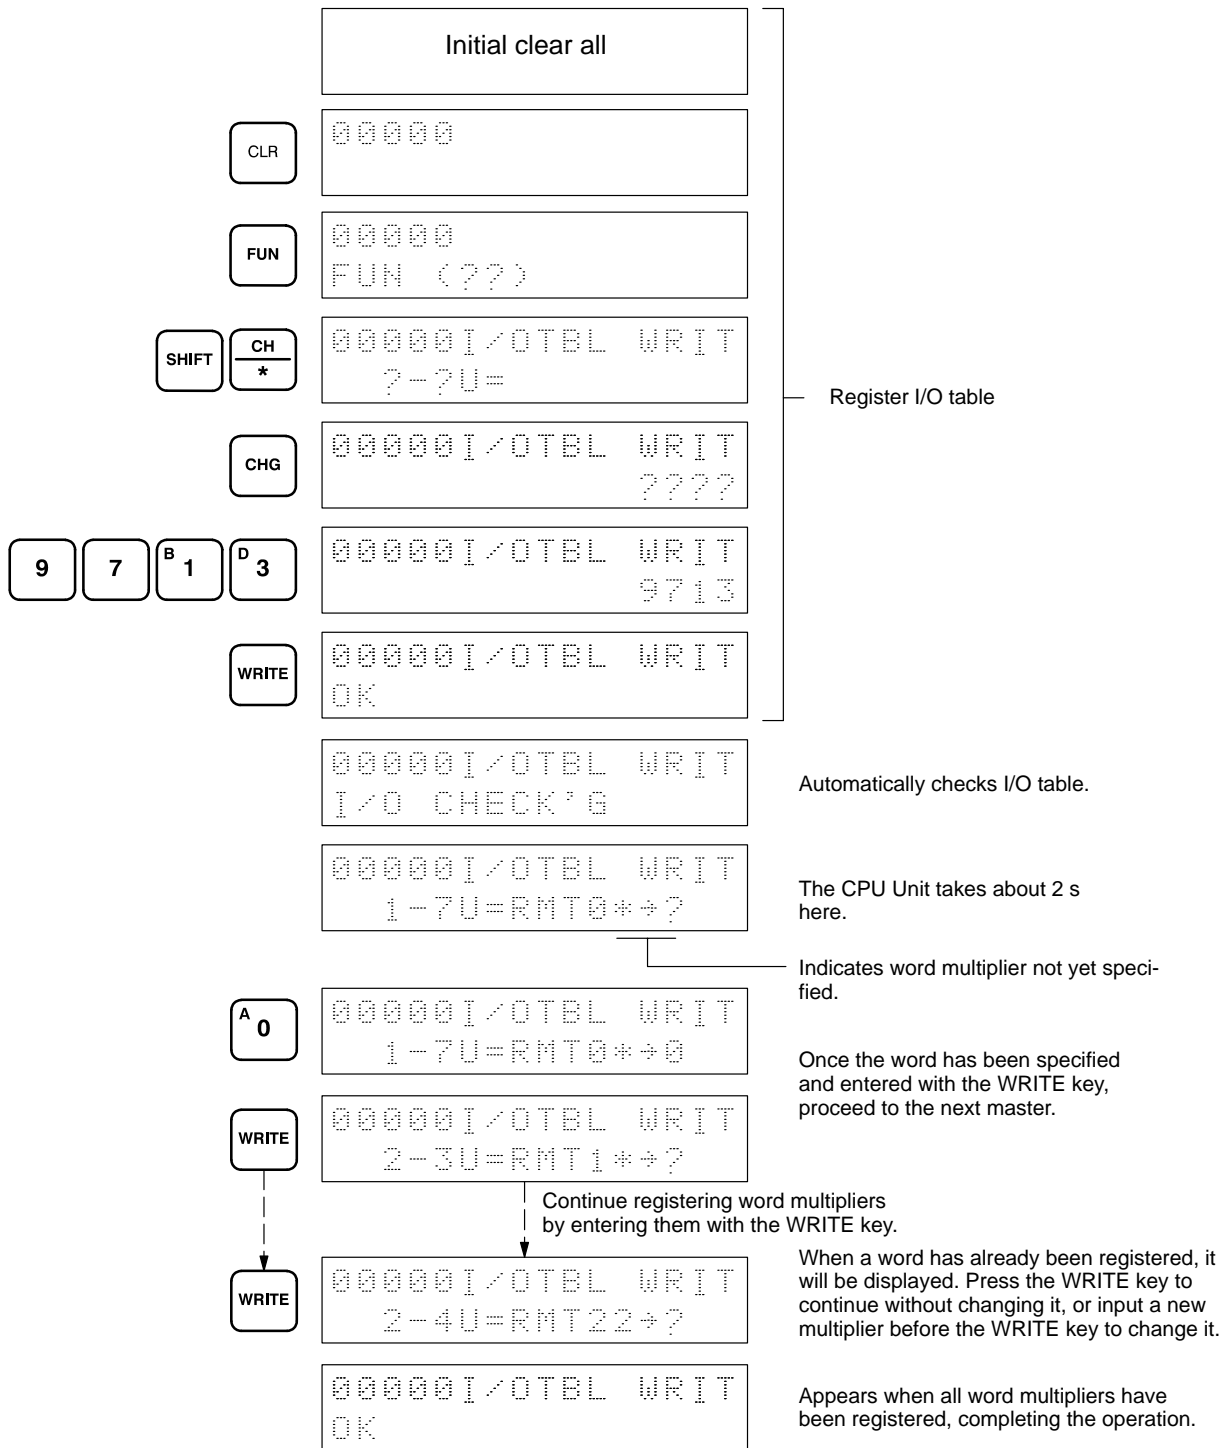 Initial clear all
CLR
00000
FUN
00000
FUN (??)
SHIFT
CH
*
00000I/OTBL WRIT
?-?U=
Register I/O table
CHG
00000I/OTBL WRIT
????
9
7
B 1
D 3
00000I/OTBL WRIT
9713
WRITE
00000I/OTBL WRIT
OK
00000I/OTBL WRIT
I/O CHECK'G
Automatically checks I/O table.
00000I/OTBL WRIT
1-7U=RMT0*→?
The CPU Unit takes about 2 s
here.
Indicates word multiplier not yet speci-
fied.
A 0
00000I/OTBL WRIT
1-7U=RMT0*→0
Once the word has been specified
and entered with the WRITE key,
proceed to the next master.
WRITE
00000I/OTBL WRIT
2-3U=RMT1*→?
Continue registering word multipliers
by entering them with the WRITE key.
WRITE
00000I/OTBL WRIT
2-4U=RMT22→?
When a word has already been registered, it
will be displayed. Press the WRITE key to
continue without changing it, or input a new
multiplier before the WRITE key to change it.
00000I/OTBL WRIT
OK
Appears when all word multipliers have
been registered, completing the operation.